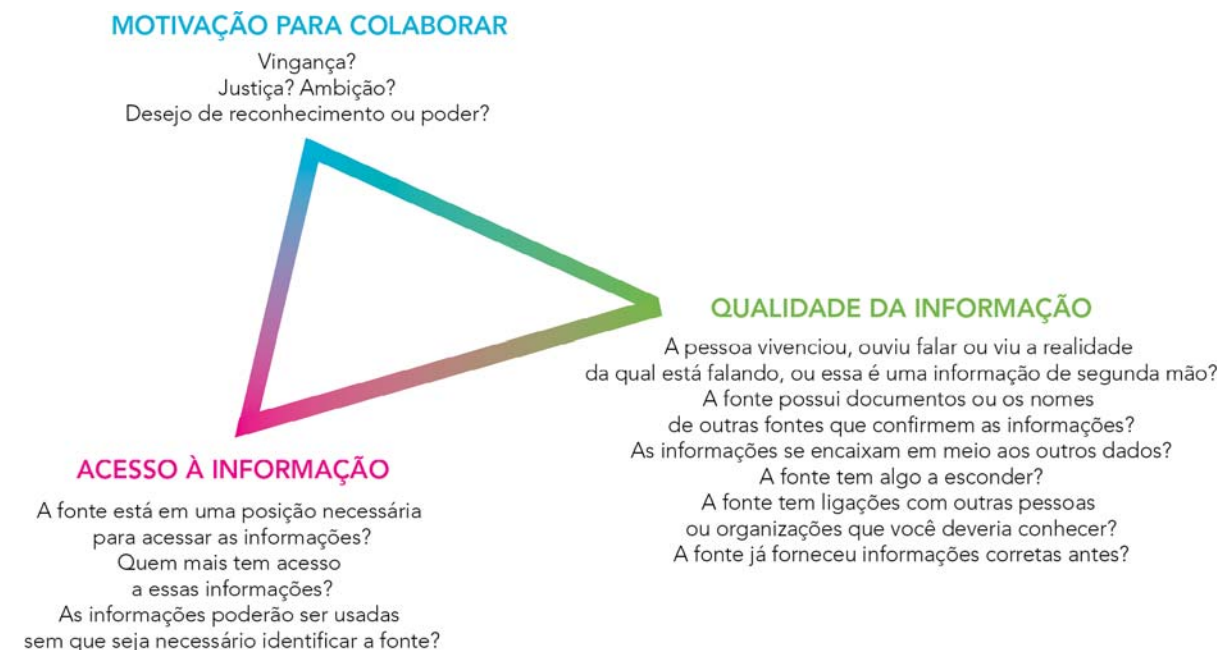 MOTIVAÇÃO PARA COLABORAR
Vingança?
Justiça? Ambição?
Desejo de reconhecimento ou poder?
QUALIDADE DA INFORMAÇÃO
A pessoa vivenciou, ouviu falar ou viu a realidade
da qual está falando, ou essa é uma informação de segunda mão?
A fonte possui documentos ou os nomes
de outras fontes que confirmem as informações?
As informações se encaixam em meio aos outros dados?
A fonte tem algo a esconder?
A fonte tem ligações com outras pessoas
ou organizações que você deveria conhecer?
A fonte já forneceu informações corretas antes?
ACESSO À INFORMAÇÃO
A fonte está em uma posição necessária
para acessar as informações?
Quem mais tem acesso
a essas informações?
As informações poderão ser usadas
sem que seja necessário identificar a fonte?